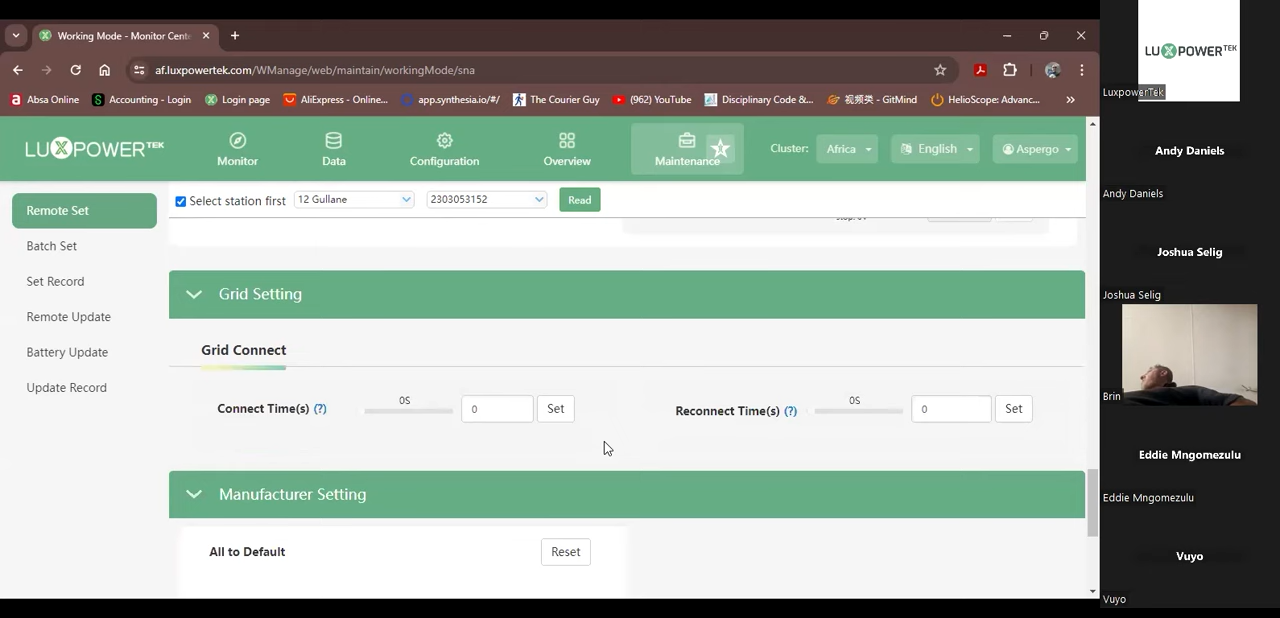 Working Mode - Monitor Cent
af.luxpowertek.com/WManage/web/maintain/workingMode/sna
Absa Online
Accounting - Login
Login page
AliExpress - Online...
app.synthesia.io/#/
The Courier Guy
(962) YouTube
Disciplinary Code &...
视频类 - GitMind
HelioScope: Advanc...
LUXPOWERTEK
Monitor
Data
Configuration
Overview
Maintenance
Cluster:
Africa
English
Aspergo
Remote Set
Batch Set
Set Record
Remote Update
Battery Update
Update Record
Select station first
12 Gullane
2303053152
Read
Grid Setting
Grid Connect
Connect Time(s) (?)
0S
0
Set
Reconnect Time(s) (?)
0S
0
Set
Manufacturer Setting
All to Default
Reset
LUXPOWERTEK
LuxpowerTek
Andy Daniels
Andy Daniels
Joshua Selig
Joshua Selig
Brin
Eddie Mngomezulu
Eddie Mngomezulu
Vuyo
Vuyo